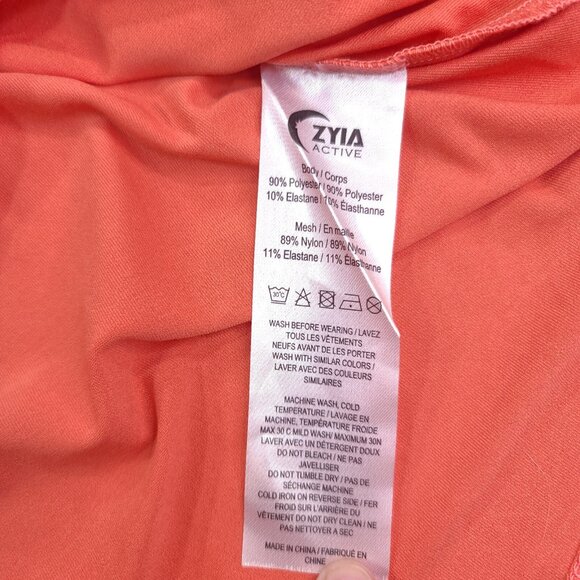 ZYIA
ACTIVE
Body / Corps
90% Polyester / 90% Polyester
10% Elastane / 10% Élasthanne
Mesh / En maille
89% Nylon / 89% Nylon
11% Elastane / 11% Élasthanne
30°C
WASH BEFORE WEARING / LAVEZ
TOUS LES VÊTEMENTS
NEUFS AVANT DE LES PORTER
WASH WITH SIMILAR COLORS /
LAVER AVEC DES COULEURS
SIMILAIRES
MACHINE WASH, COLD
TEMPERATURE / LAVAGE EN
MACHINE, TEMPÉRATURE FROIDE
MAX 30 C MILD WASH/ MAXIMUM 30N
LAVER AVEC UN DÉTERGENT DOUX
DO NOT BLEACH / NE PAS
JAVELLISER
DO NOT TUMBLE DRY / PAS DE
SÉCHAGE MACHINE
COLD IRON ON REVERSE SIDE / FER
FROID SUR L'ARRIÈRE DU
VÊTEMENT DO NOT DRY CLEAN / NE
PAS NETTOYER A SEC
MADE IN CHINA / FABRIQUÉ EN
CHINE